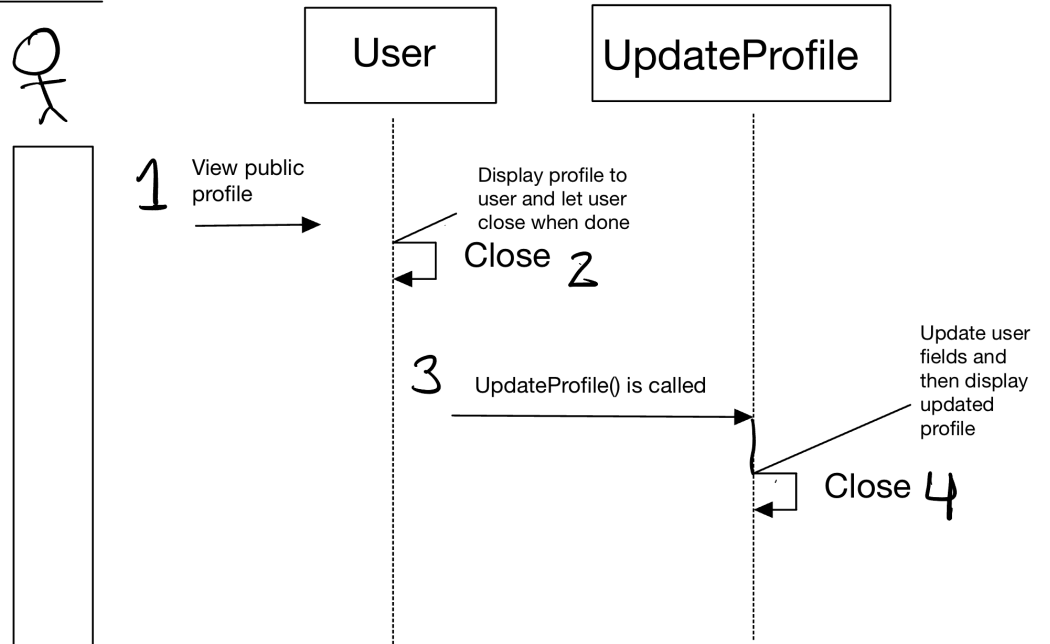 User
UpdateProfile
1
View public
profile
Display profile to
user and let user
close when done
Close 2
3
UpdateProfile() is called
Update user
fields and
then display
updated
profile
Close 4